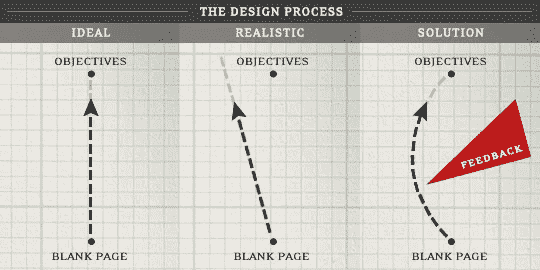 THE DESIGN PROCESS
IDEAL
REALISTIC
SOLUTION
OBJECTIVES
OBJECTIVES
OBJECTIVES
FEEDBACK
BLANK PAGE
BLANK PAGE
BLANK PAGE